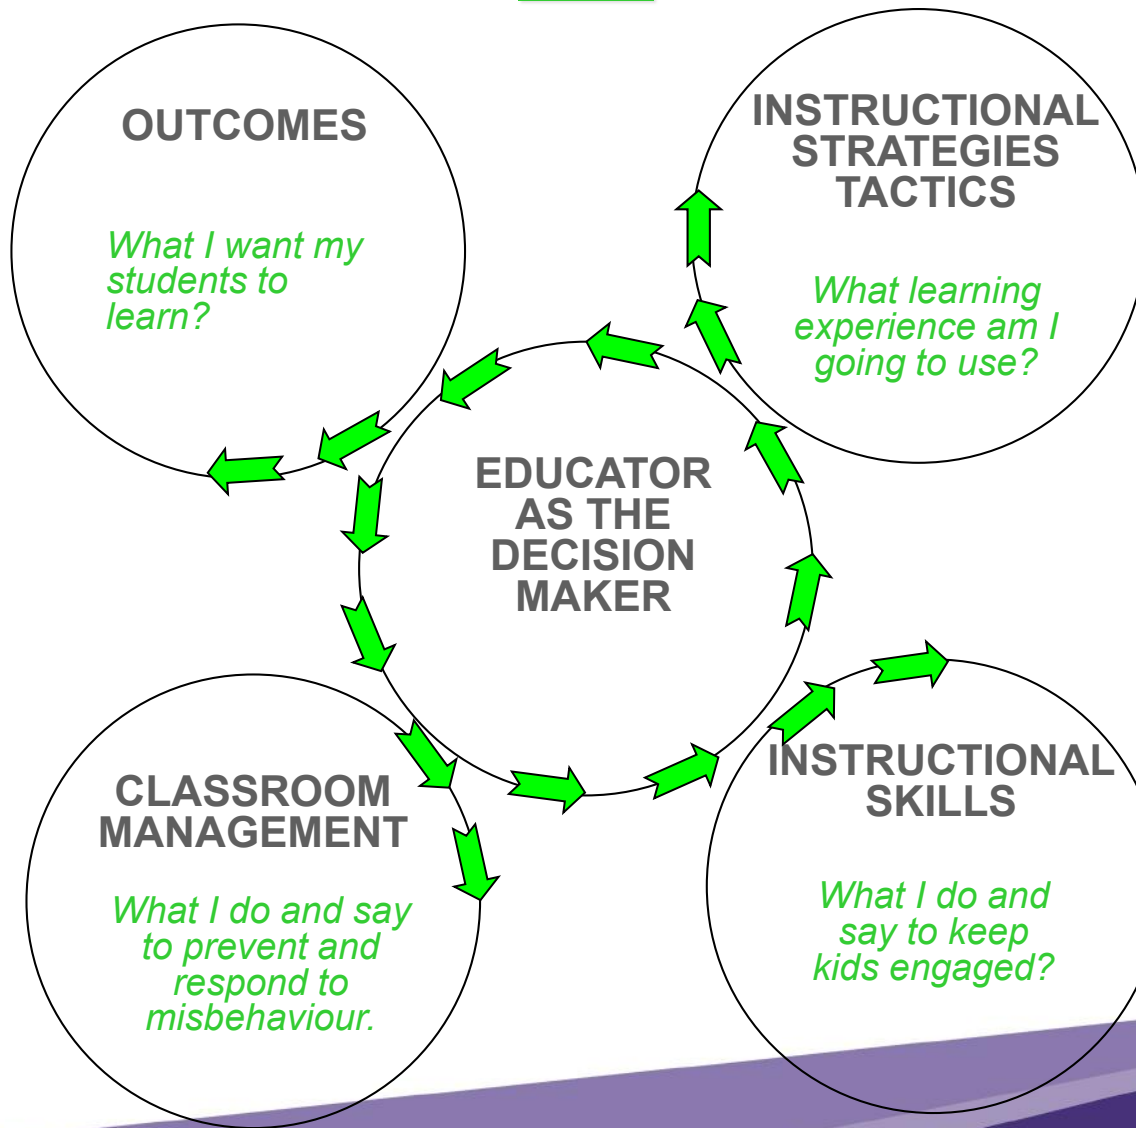 OUTCOMES
What I want my
students to
learn?
INSTRUCTIONAL
STRATEGIES
TACTICS
What learning
experience am I
going to use?
EDUCATOR
AS THE
DECISION
MAKER
CLASSROOM
MANAGEMENT
What I do and say
to prevent and
respond to
misbehaviour.
INSTRUCTIONAL
SKILLS
What I do and
say to keep
kids engaged?